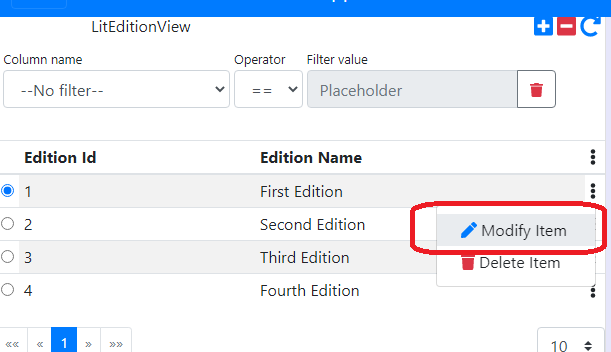 LitEditionView
Column name Operator Filter value
--No filter-- == Placeholder
Edition Id Edition Name
1 First Edition
2 Second Edition
Modify Item
3 Third Edition
Delete Item
4 Fourth Edition
«« « 1 » »» 10